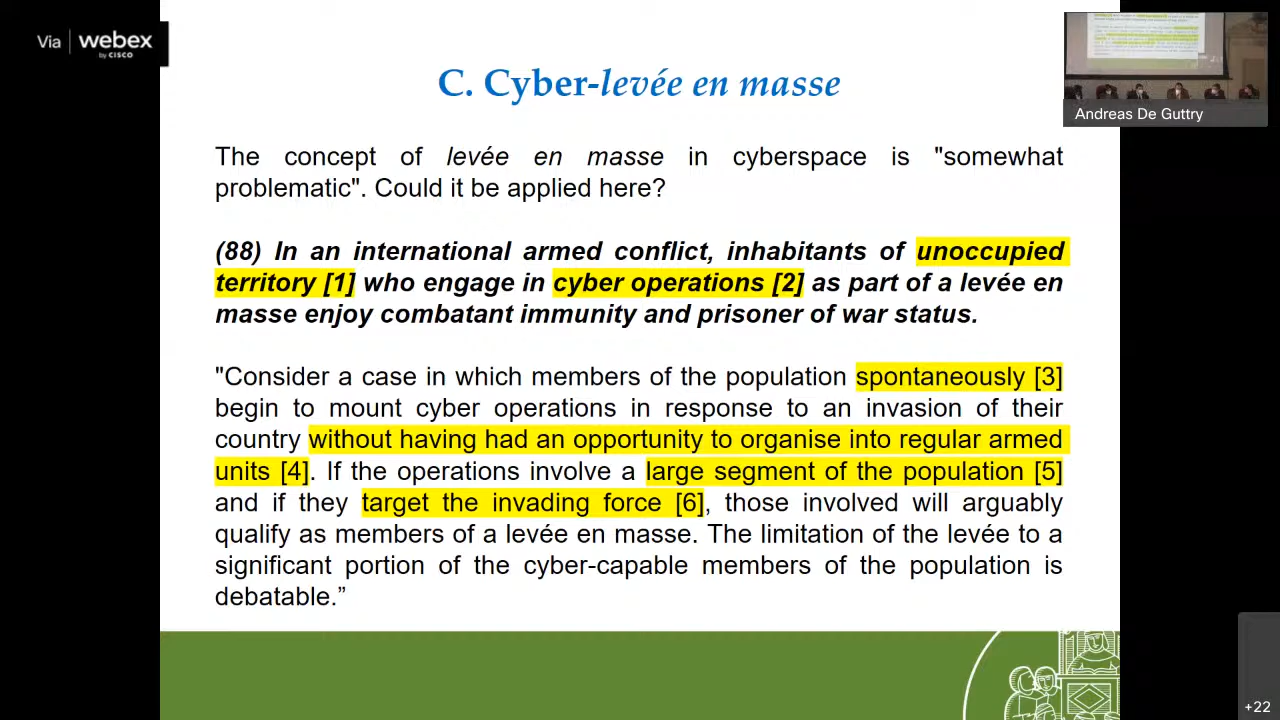 Via webex
by CISCO
C. Cyber-levée en masse
Andreas De Guttry
The concept of levée en masse in cyberspace is "somewhat
problematic". Could it be applied here?
(88) In an international armed conflict, inhabitants of unoccupied
territory [1] who engage in cyber operations [2] as part of a levée en
masse enjoy combatant immunity and prisoner of war status.
"Consider a case in which members of the population spontaneously [3]
begin to mount cyber operations in response to an invasion of their
country without having had an opportunity to organise into regular armed
units [4]. If the operations involve a large segment of the population [5]
and if they target the invading force [6], those involved will arguably
qualify as members of a levée en masse. The limitation of the levée to a
significant portion of the cyber-capable members of the population is
debatable.”
+22